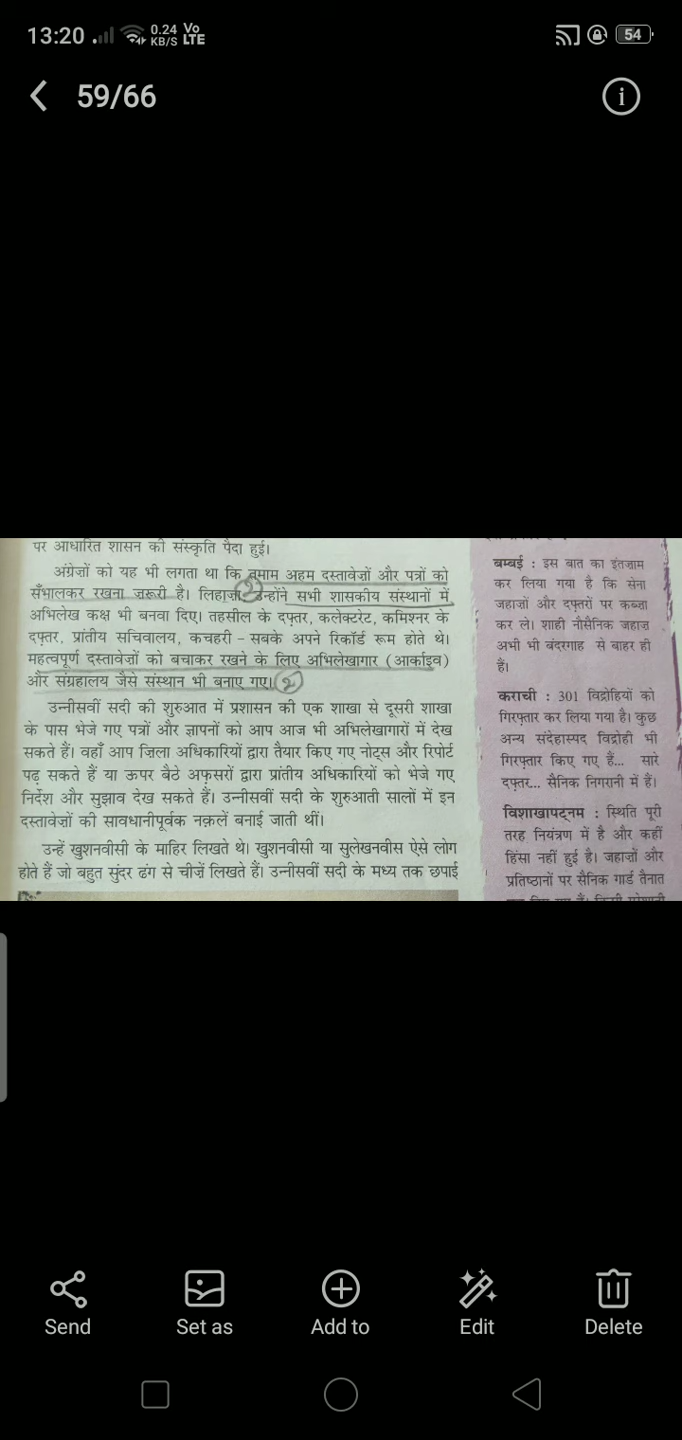 13:20
0.24 KB/S
Vo LTE
54
59/66
पर आधारित शासन की संस्कृति पैदा हुई।
अंग्रेज़ों को यह भी लगता था कि तमाम अहम दस्तावेज़ों और पत्रों को
सँभालकर रखना ज़रूरी है। लिहाज़ा, उन्होंने सभी शासकीय संस्थानों में
अभिलेख कक्ष भी बनवा दिए। तहसील के दफ़्तर, कलेक्टरेट, कमिश्नर के
दफ़्तर, प्रांतीय सचिवालय, कचहरी – सबके अपने रिकॉर्ड रूम होते थे।
महत्वपूर्ण दस्तावेज़ों को बचाकर रखने के लिए अभिलेखागार (आर्काइव)
और संग्रहालय जैसे संस्थान भी बनाए गए। 2
उन्नीसवीं सदी की शुरुआत में प्रशासन की एक शाखा से दूसरी शाखा
के पास भेजे गए पत्रों और ज्ञापनों को आप आज भी अभिलेखागारों में देख
सकते हैं। वहाँ आप ज़िला अधिकारियों द्वारा तैयार किए गए नोट्स और रिपोर्ट
पढ़ सकते हैं या ऊपर बैठे अफ़सरों द्वारा प्रांतीय अधिकारियों को भेजे गए
निर्देश और सुझाव देख सकते हैं। उन्नीसवीं सदी के शुरुआती सालों में इन
दस्तावेज़ों की सावधानीपूर्वक नक़लें बनाई जाती थीं।
उन्हें खुशनवीसी के माहिर लिखते थे। खुशनवीसी या सुलेखनवीस ऐसे लोग
होते हैं जो बहुत सुंदर ढंग से चीज़ें लिखते हैं। उन्नीसवीं सदी के मध्य तक छपाई
बम्बई : इस बात का इंतज़ाम
कर लिया गया है कि सेना
जहाज़ों और दफ़्तरों पर कब्ज़ा
कर ले। शाही नौसैनिक जहाज़
अभी भी बंदरगाह से बाहर ही
हैं।
कराची : 301 विद्रोहियों को
गिरफ़्तार कर लिया गया है। कुछ
अन्य संदेहास्पद विद्रोही भी
गिरफ़्तार किए गए हैं... सारे
दफ़्तर... सैनिक निगरानी में हैं।
विशाखापट्नम : स्थिति पूरी
तरह नियंत्रण में है और कहीं
हिंसा नहीं हुई है। जहाज़ों और
प्रतिष्ठानों पर सैनिक गार्ड तैनात
Send
Set as
Add to
Edit
Delete